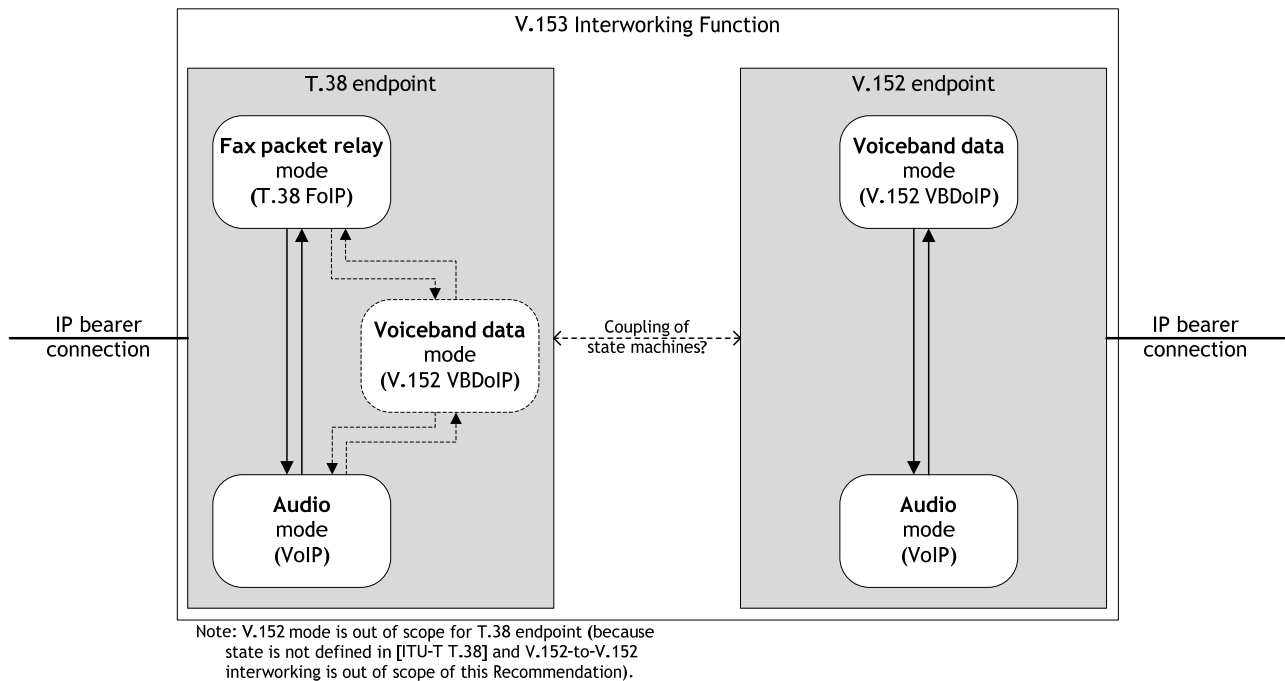 V.153 Interworking Function
T.38 endpoint
V.152 endpoint
Fax packet relay
mode
(T.38 FoIP)
Voiceband data
mode
(V.152 VBDoIP)
IP bearer
connection
Voiceband data
mode
(V.152 VBDoIP)
Coupling of
state machines?
IP bearer
connection
Audio
mode
(VoIP)
Audio
mode
(VoIP)
Note: V.152 mode is out of scope for T.38 endpoint (because
state is not defined in [ITU-T T.38] and V.152-to-V.152
interworking is out of scope of this Recommendation).